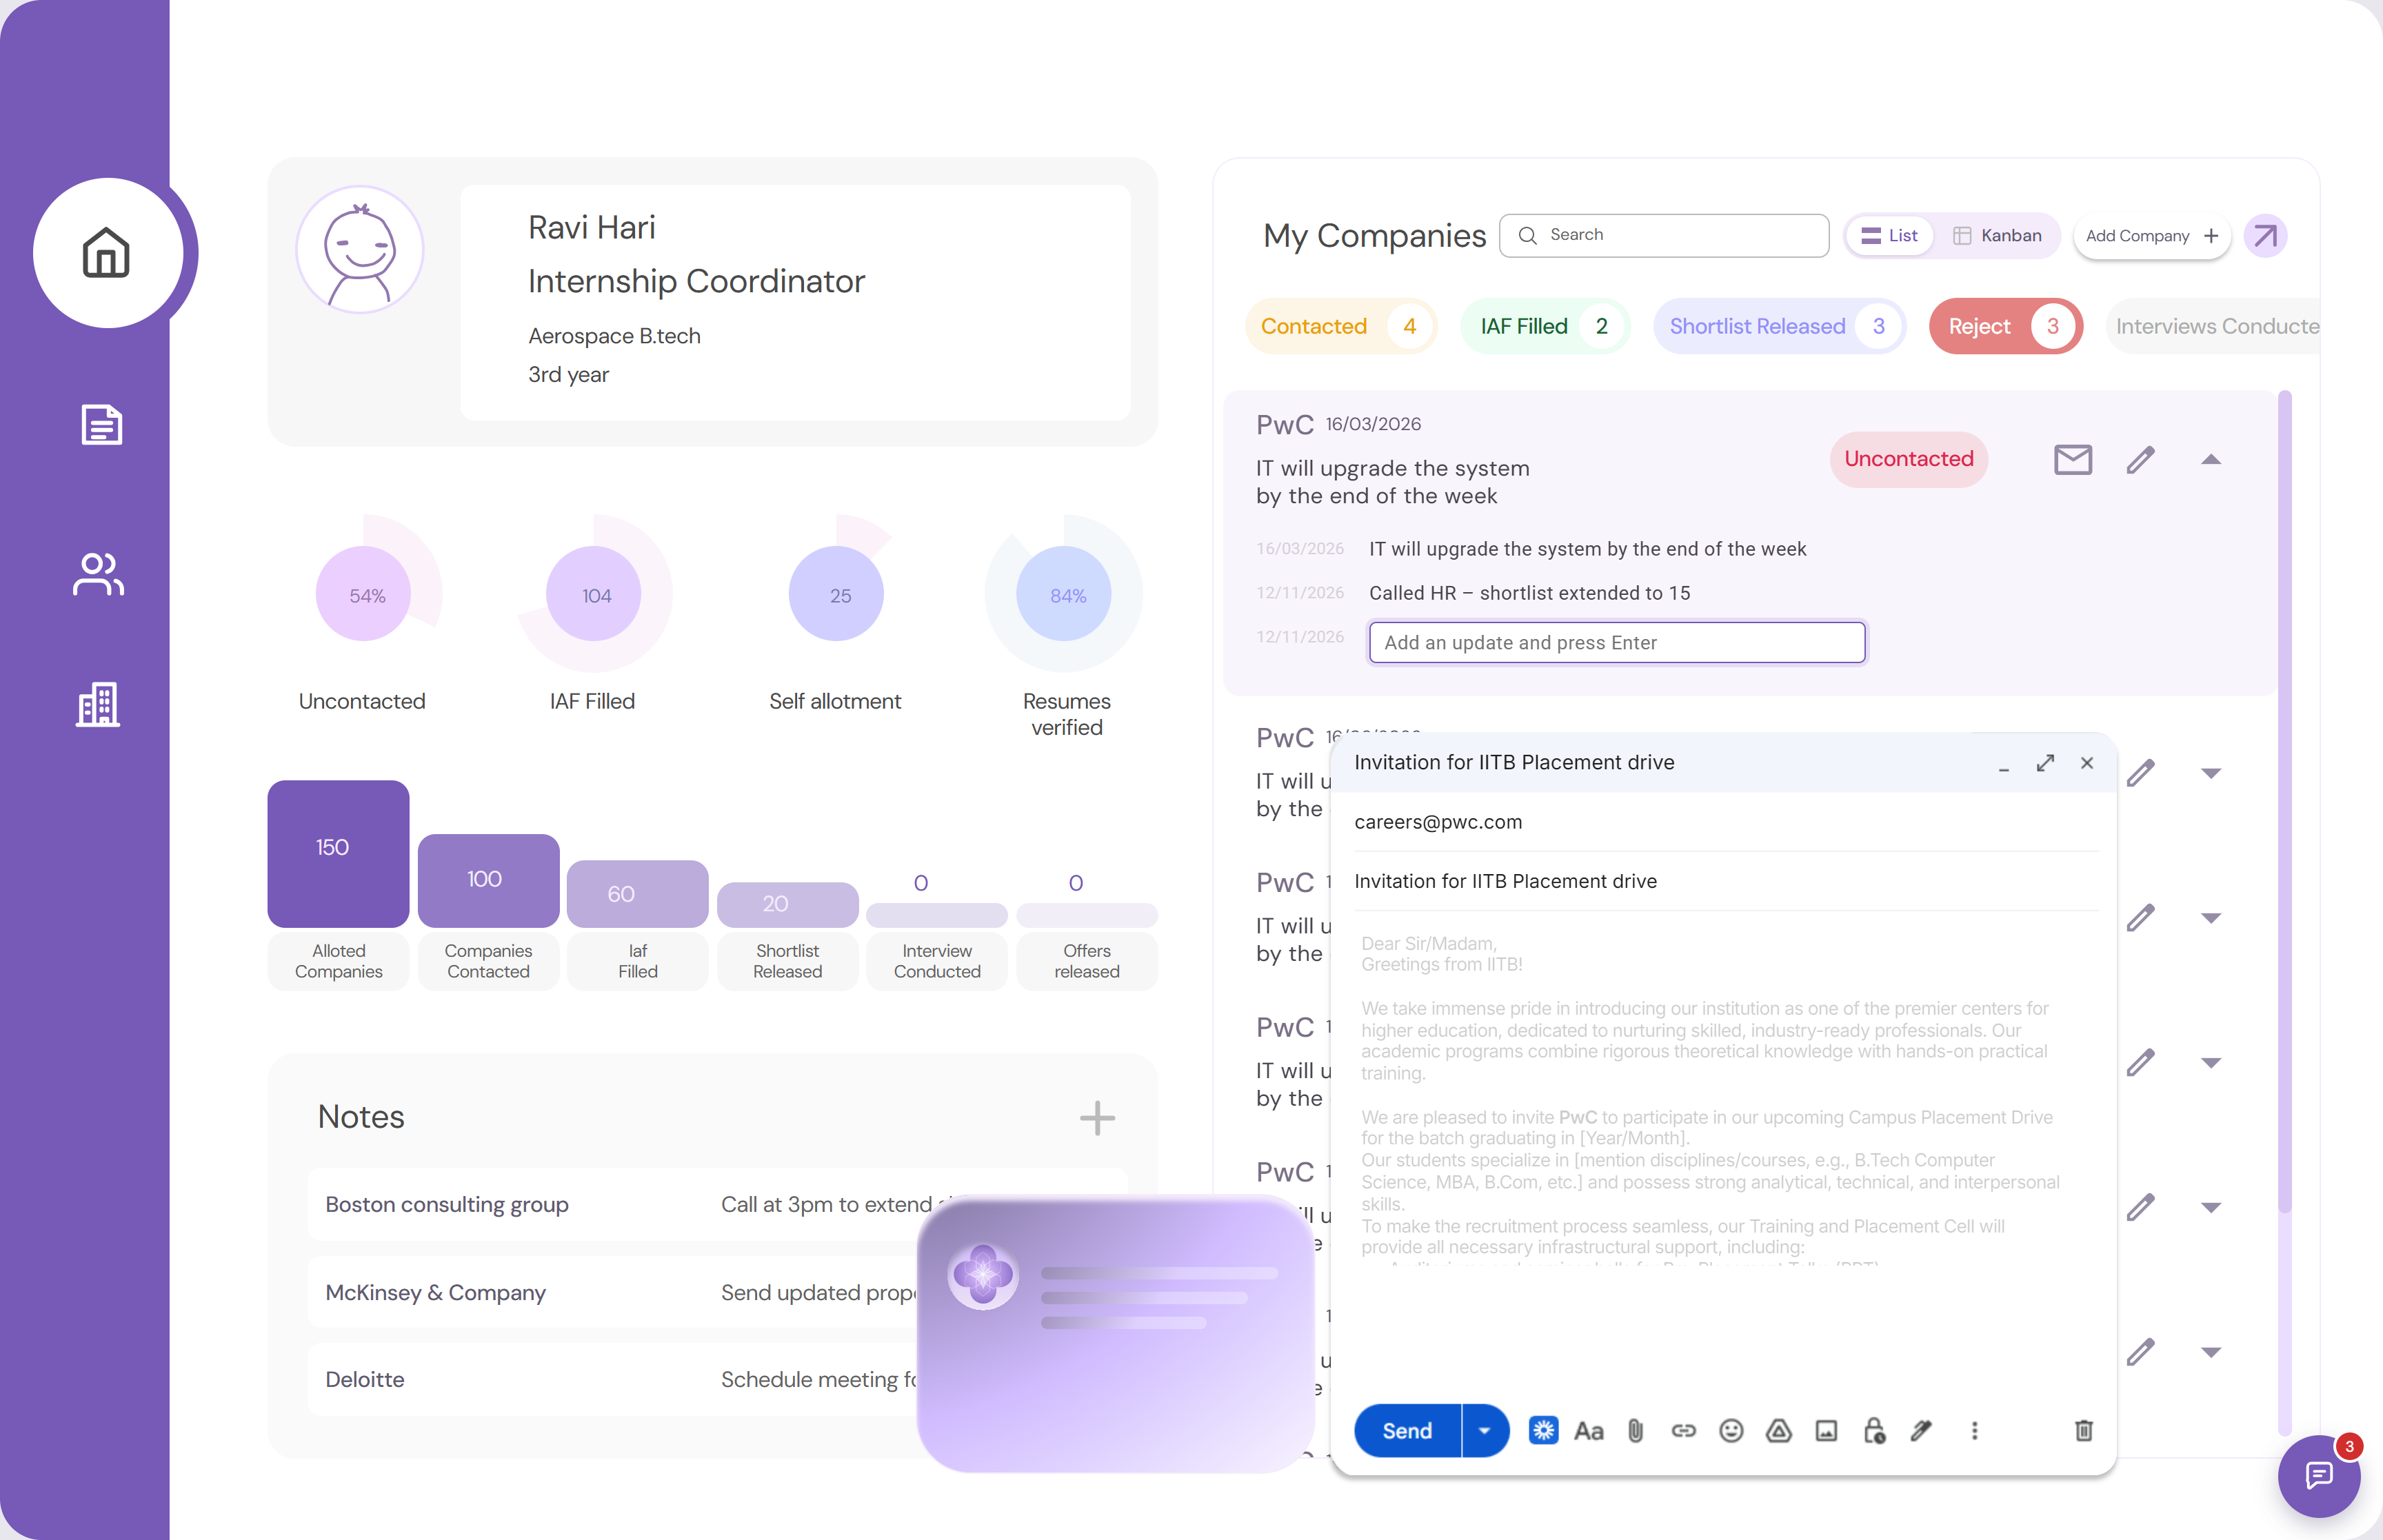 Ravi Hari
Internship Coordinator
Aerospace B.tech
3rd year
54%
104
25
84%
Uncontacted
IAF Filled
Self allotment
Resumes
verified
150
100
60
20
0
0
Alloted
Companies
Companies
Contacted
Iaf
Filled
Shortlist
Released
Interview
Conducted
Offers
released
Notes
Boston consulting group
Call at 3pm to extend
McKinsey & Company
Send updated
Deloitte
Schedule meeting
My Companies
Search
List
Kanban
Add Company
Contacted 4
IAF Filled 2
Shortlist Released 3
Reject 3
Interviews Conducte
PwC 16/03/2026
IT will upgrade the system
by the end of the week
Uncontacted
16/03/2026 IT will upgrade the system by the end of the week
12/11/2026 Called HR – shortlist extended to 15
12/11/2026 Add an update and press Enter
PwC
IT will u
by the
PwC
IT will u
by the
PwC
IT will u
by the
PwC
Invitation for IITB Placement drive
careers@pwc.com
Invitation for IITB Placement drive
Dear Sir/Madam,
Greetings from IITB!
We take immense pride in introducing our institution as one of the premier centers for
higher education, dedicated to nurturing skilled, industry-ready professionals. Our
academic programs combine rigorous theoretical knowledge with hands-on practical
training.
We are pleased to invite PwC to participate in our upcoming Campus Placement Drive
for the batch graduating in [Year/Month].
Our students specialize in [mention disciplines/courses, e.g., B.Tech Computer
Science, MBA, B.Com, etc.] and possess strong analytical, technical, and interpersonal
skills.
To make the recruitment process seamless, our Training and Placement Cell will
provide all necessary infrastructural support, including:
Send
Aa
3